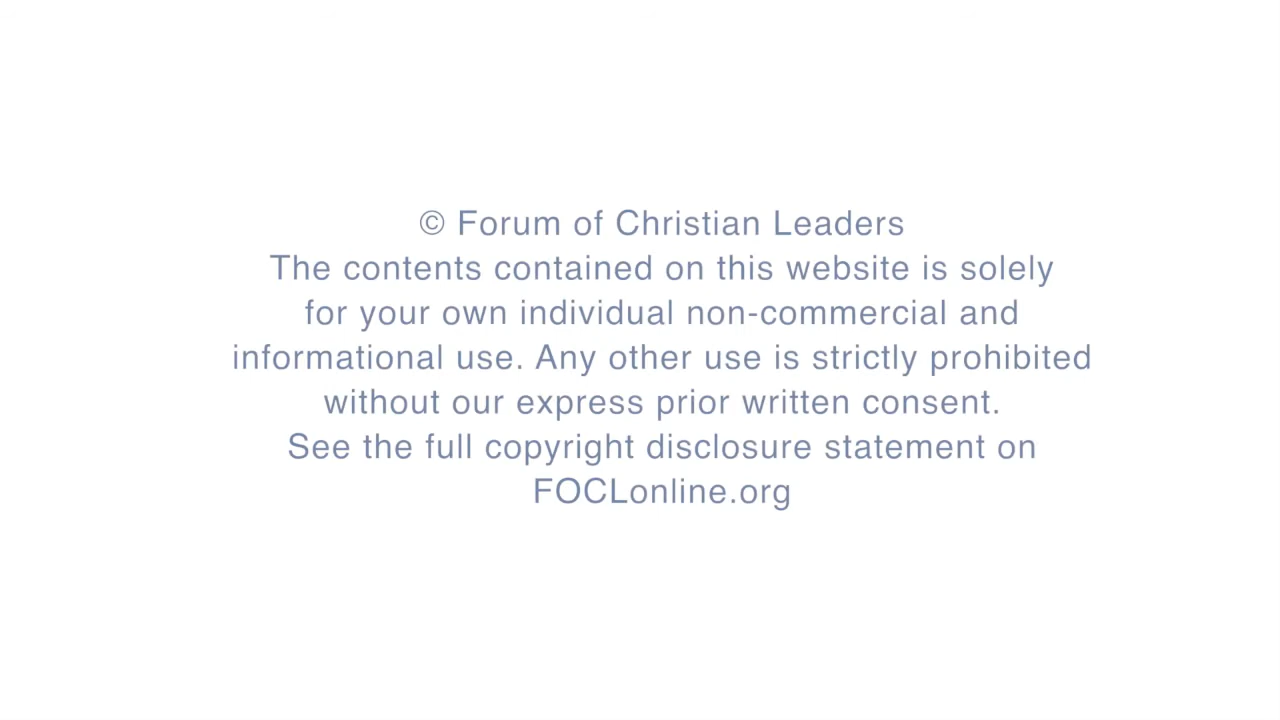 © Forum of Christian Leaders
The contents contained on this website is solely
for your own individual non-commercial and
informational use. Any other use is strictly prohibited
without our express prior written consent.
See the full copyright disclosure statement on
FOCLonline.org